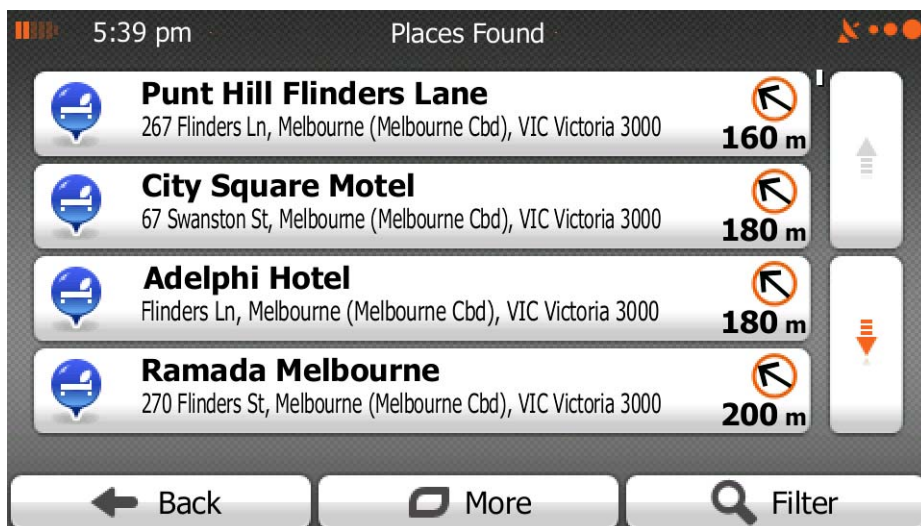 5:39 pm
Places Found
Punt Hill Flinders Lane
267 Flinders Ln, Melbourne (Melbourne Cbd), VIC Victoria 3000
160 m
City Square Motel
67 Swanston St, Melbourne (Melbourne Cbd), VIC Victoria 3000
180 m
Adelphi Hotel
Flinders Ln, Melbourne (Melbourne Cbd), VIC Victoria 3000
180 m
Ramada Melbourne
270 Flinders St, Melbourne (Melbourne Cbd), VIC Victoria 3000
200 m
Back
More
Filter